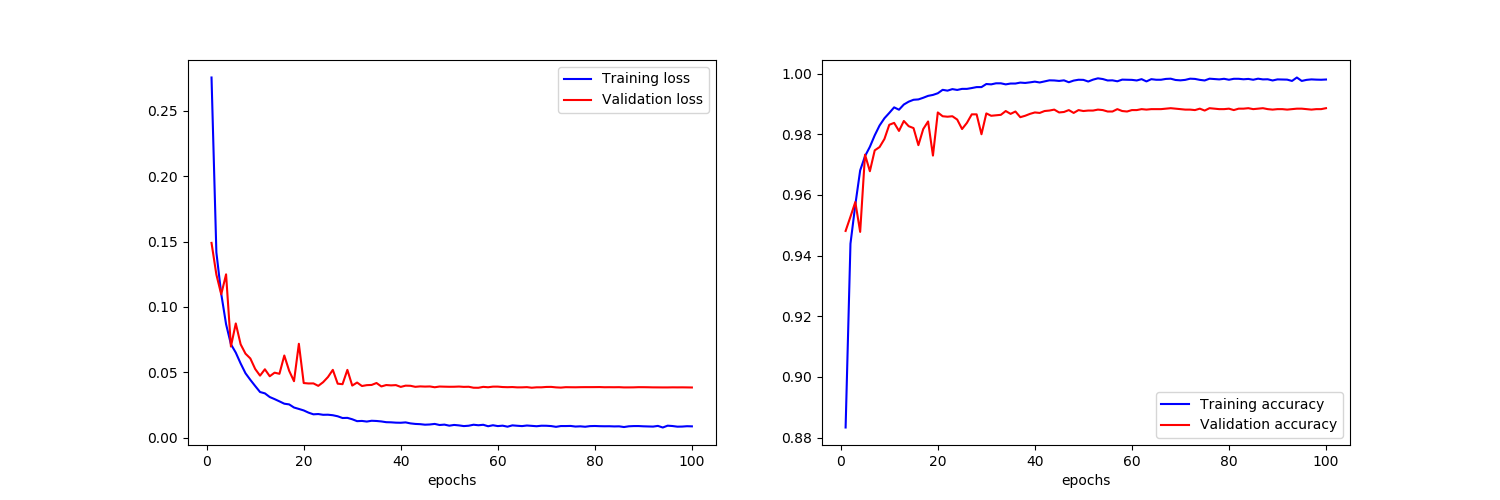 Training loss
Validation loss
0.25
0.20
0.15
0.10
0.05
0.00
0 20 40 60 80 100
epochs
1.00
0.98
0.96
0.94
0.92
0.90
0.88
Training accuracy
Validation accuracy
0 20 40 60 80 100
epochs